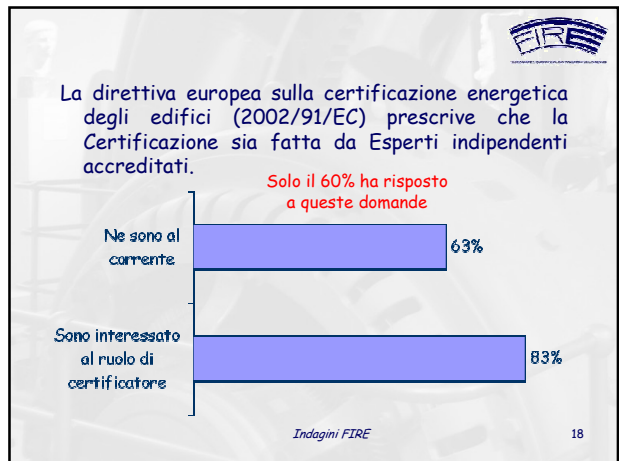 FIRE
La direttiva europea sulla certificazione energetica
degli edifici (2002/91/EC) prescrive che la
Certificazione sia fatta da Esperti indipendenti
accreditati.
Solo il 60% ha risposto
a queste domande
Ne sono al
corrente
63%
Sono interessato
al ruolo di
certificatore
83%
Indagini FIRE
18